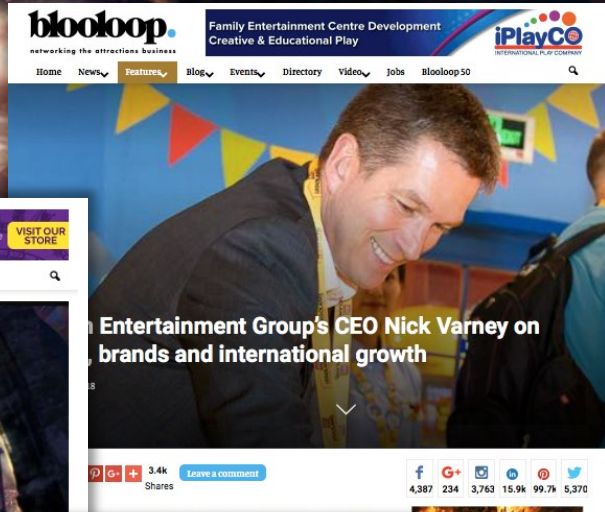 blooloop.
networking the attractions business
Family Entertainment Centre Development
Creative & Educational Play
iPlayCO
INTERNATIONAL PLAY COMPANY
Home News Features Blog Events Directory Video Jobs Blooloop 50
VISIT OUR
STORE
Entertainment Group's CEO Nick Varney on
, brands and international growth
G+ + 3.4k Leave a comment
Shares
f G+ in
4,387 234 3,763 15.9k 99.7k 5,370